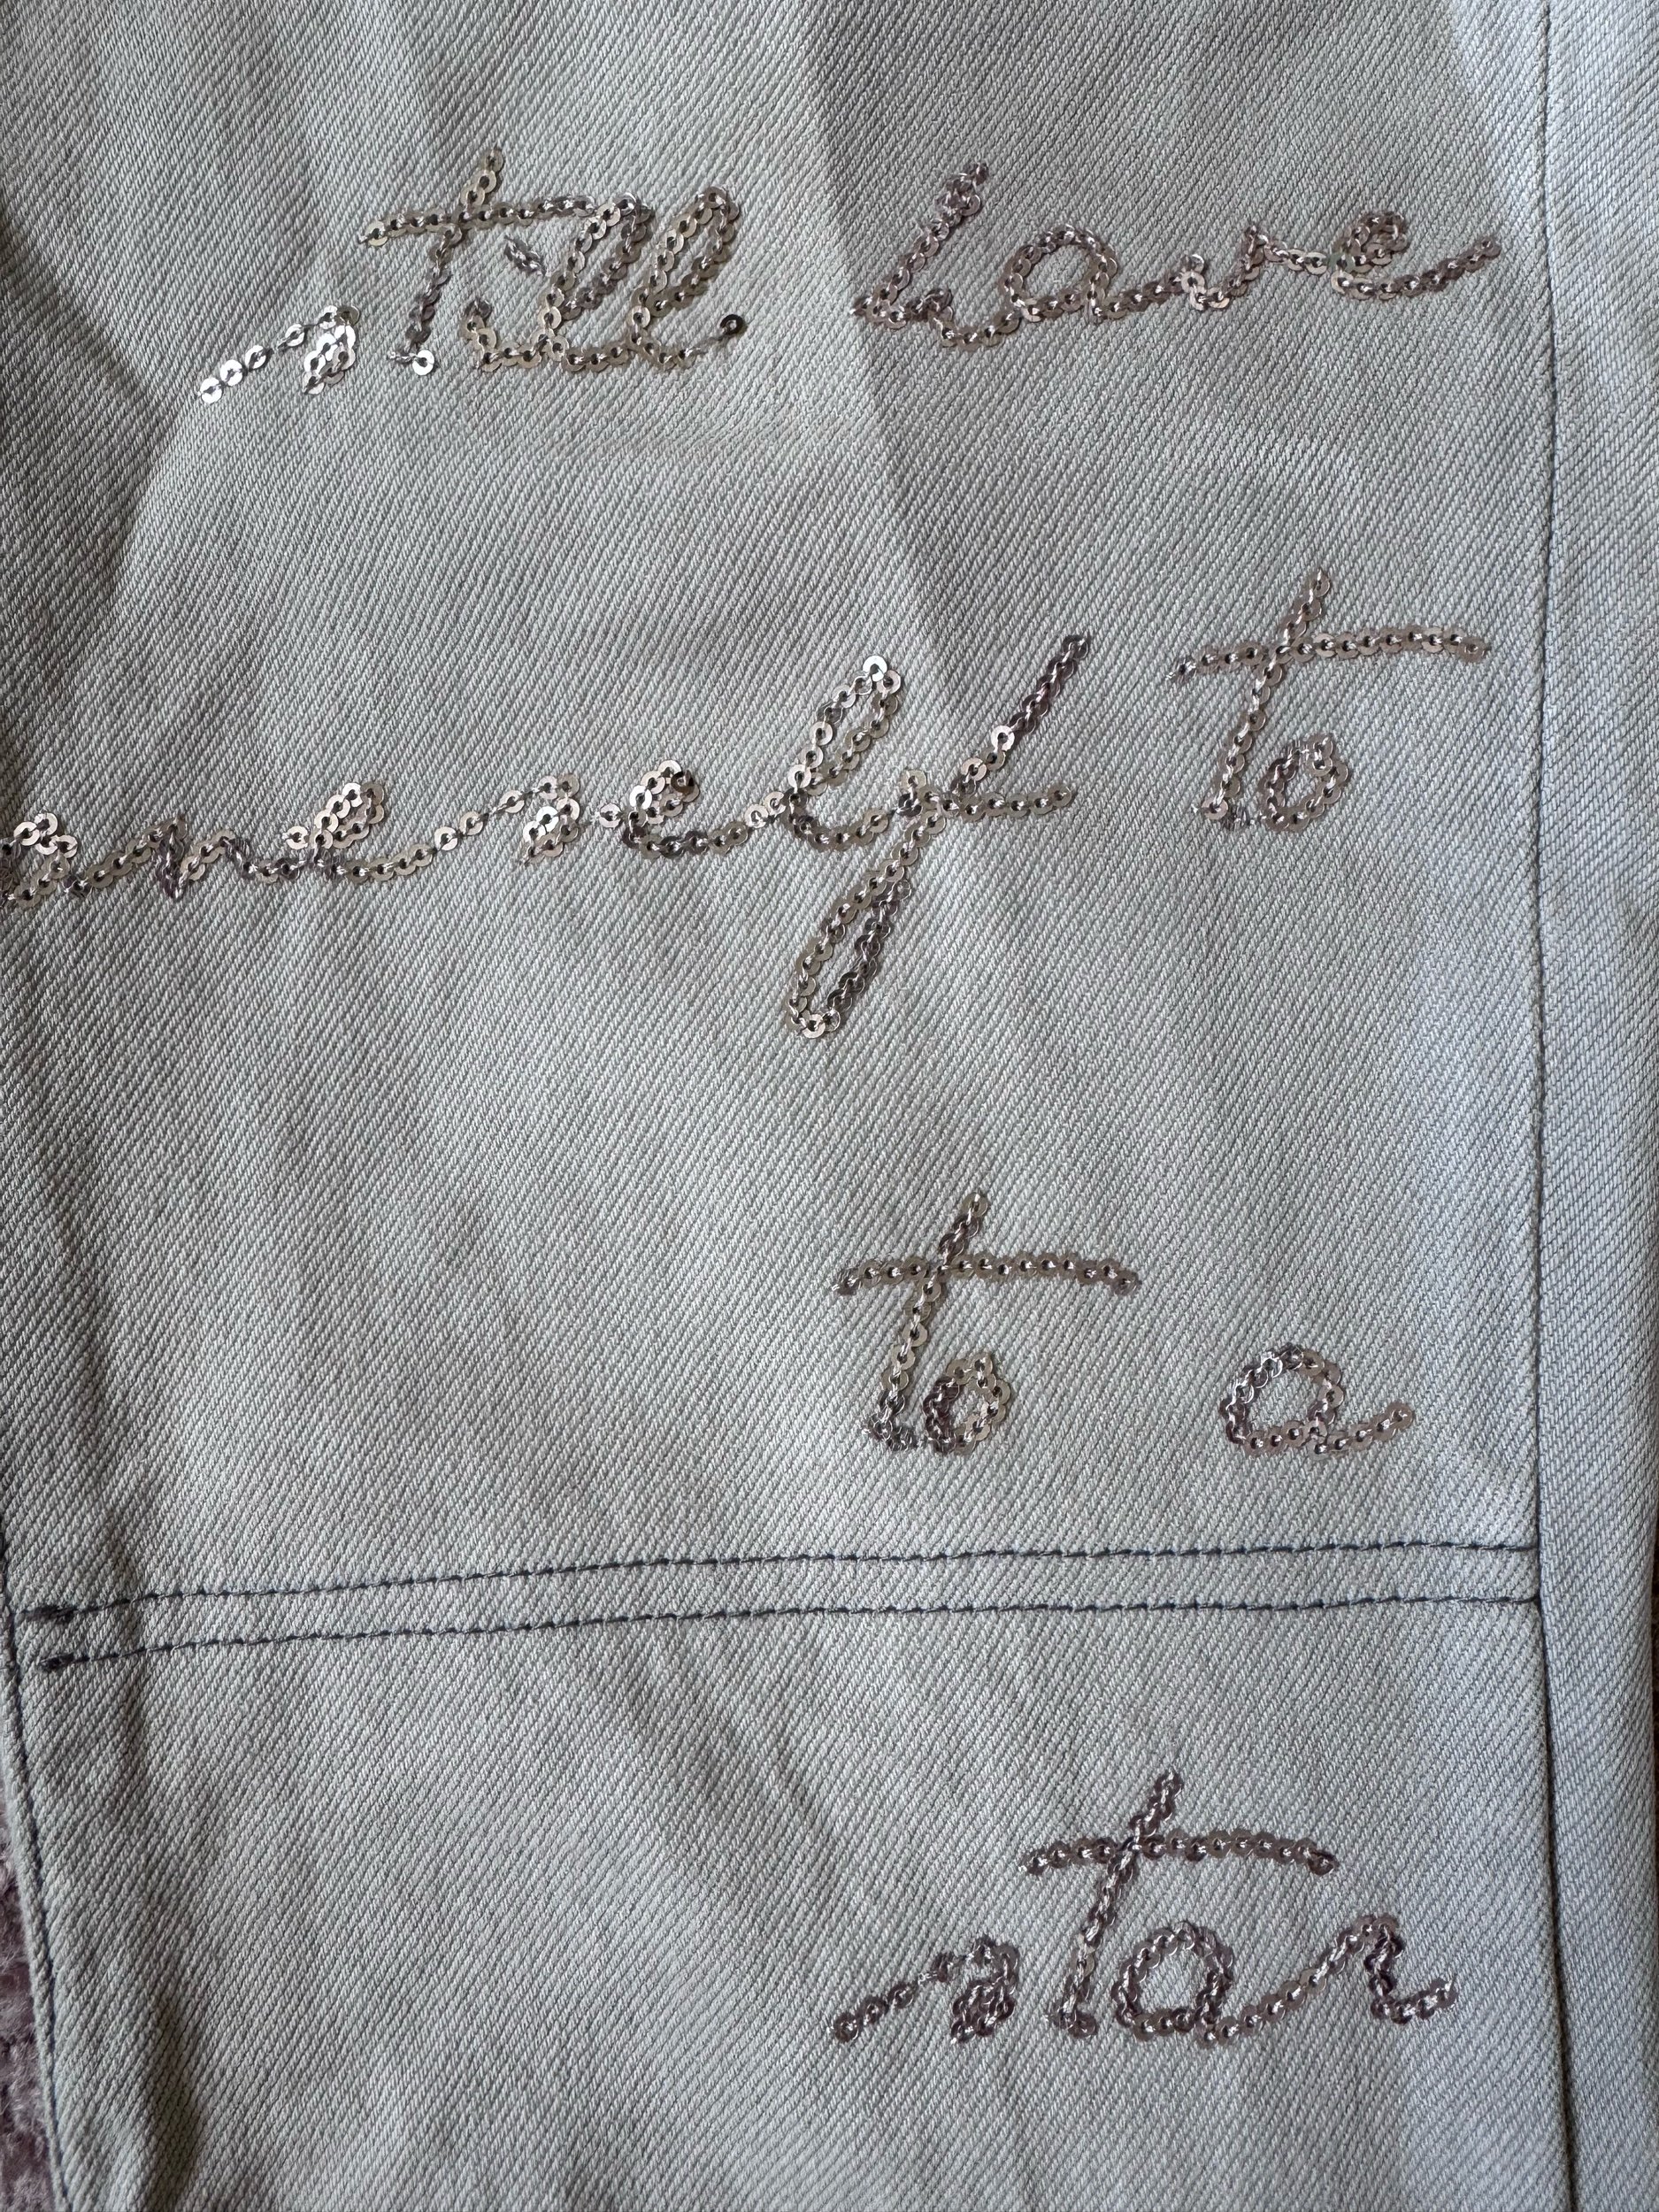 still have
oneself to
to a
star